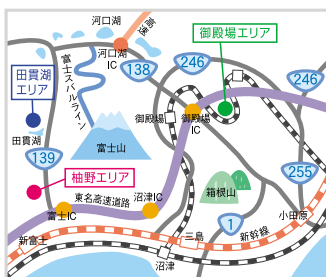 河口湖
高速
御殿場エリア
河口湖
IC
富士スバルライン
138
246
246
田貫湖
エリア
御殿場
御殿場
IC
田貫湖
富士山
139
柚野エリア
箱根山
255
東名高速道路
沼津IC
富士IC
1
小田原
新富士
三島
新幹線
沼津